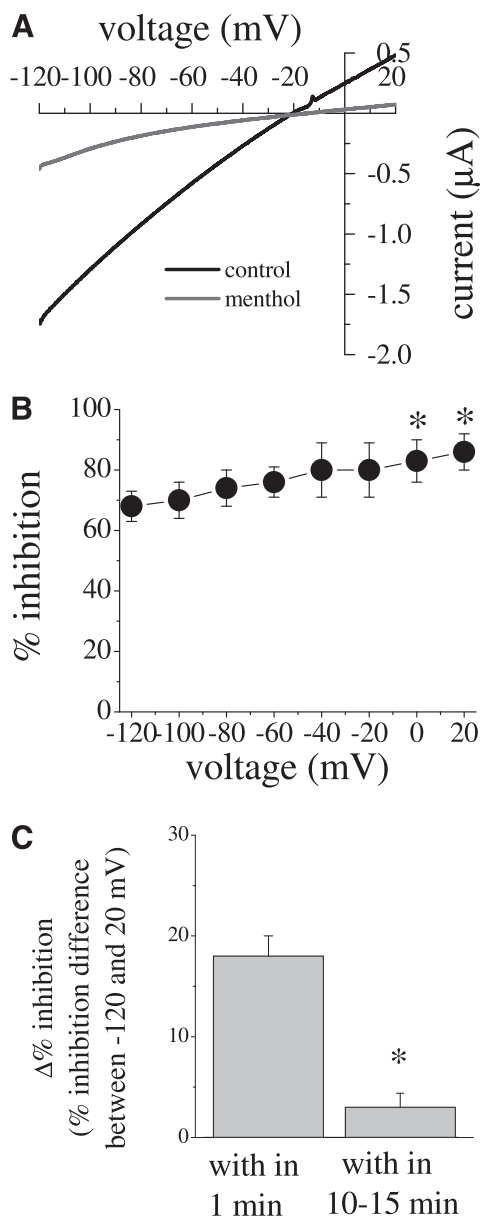 A
voltage (mV)
-120 -100 -80 -60 -40 -20 20
0.5
-0.5
-1.0
-1.5
-2.0
current (µA)
control
menthol
B
100
80
60
40
20
0
% inhibition
* *
-120 -100 -80 -60 -40 -20 0 20
voltage (mV)
C
30
20
10
0
Δ% inhibition
(% inhibition difference
between -120 and 20 mV)
*
with in with in
1 min 10-15 min